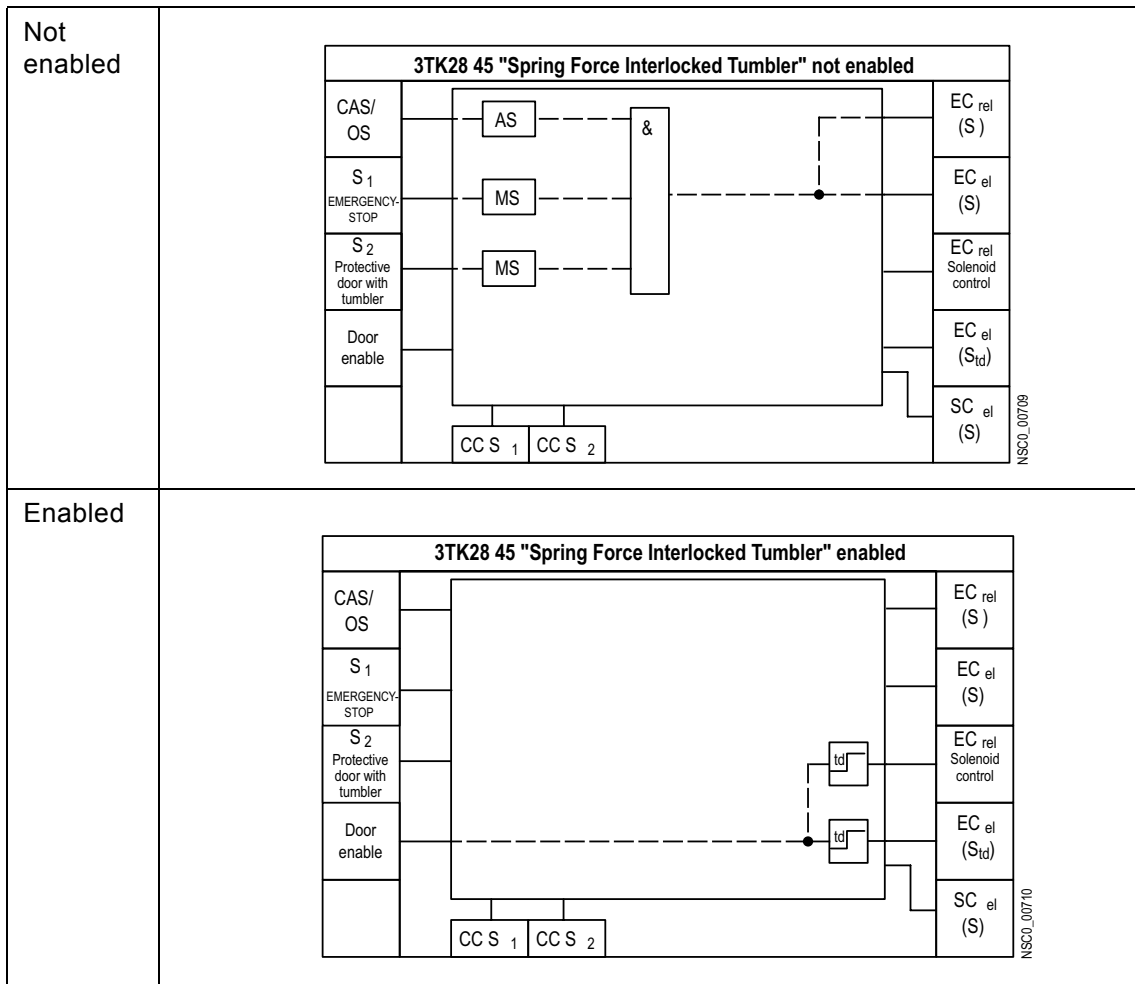 Not
enabled
3TK28 45 "Spring Force Interlocked Tumbler" not enabled
CAS/
OS
AS
&
EC rel
(S )
S 1
EMERGENCY-
STOP
MS
EC el
(S)
S 2
Protective
door with
tumbler
MS
EC rel
Solenoid
control
Door
enable
EC el
(Std)
SC el
(S)
CC S 1
CC S 2
NSC0_00709
Enabled
3TK28 45 "Spring Force Interlocked Tumbler" enabled
CAS/
OS
EC rel
(S )
S 1
EMERGENCY-
STOP
EC el
(S)
S 2
Protective
door with
tumbler
td
EC rel
Solenoid
control
Door
enable
td
EC el
(Std)
SC el
(S)
CC S 1
CC S 2
NSC0_00710